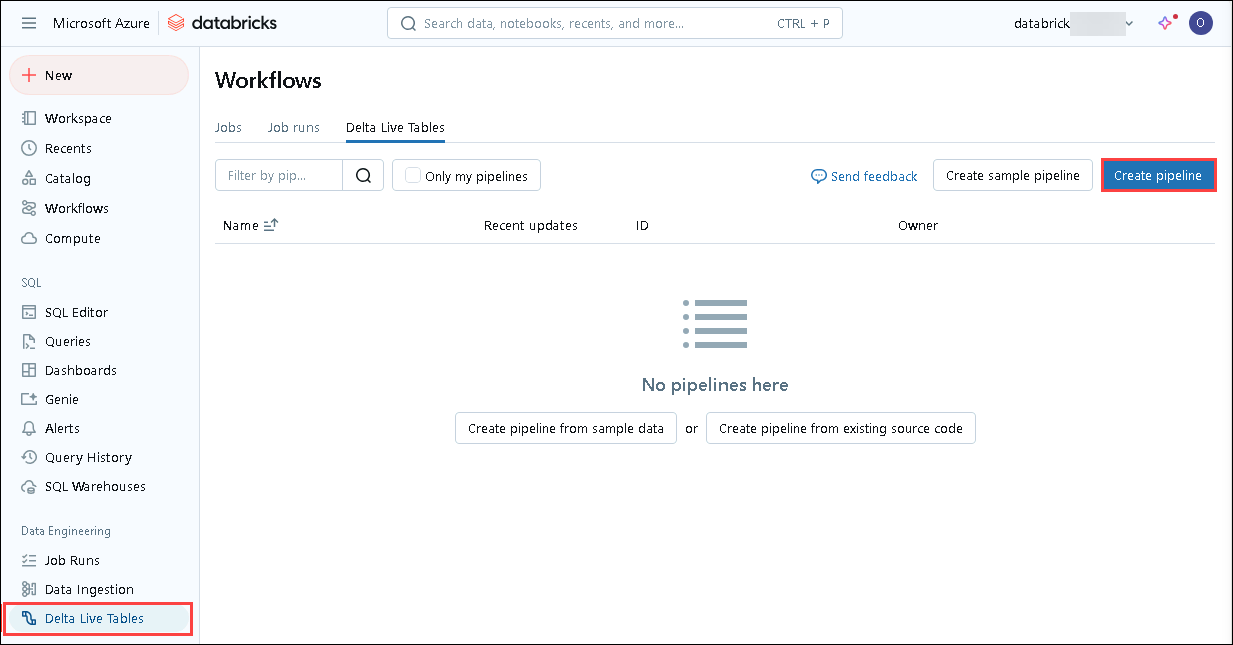 Microsoft Azure databricks Search data, notebooks, recents, and more... CTRL + P databrick O
New
Workspace
Recents
Catalog
Workflows
Compute
SQL
SQL Editor
Queries
Dashboards
Genie
Alerts
Query History
SQL Warehouses
Data Engineering
Job Runs
Data Ingestion
Delta Live Tables
Workflows
Jobs Job runs Delta Live Tables
Filter by pip... Only my pipelines Send feedback Create sample pipeline Create pipeline
Name Recent updates ID Owner
No pipelines here
Create pipeline from sample data or Create pipeline from existing source code